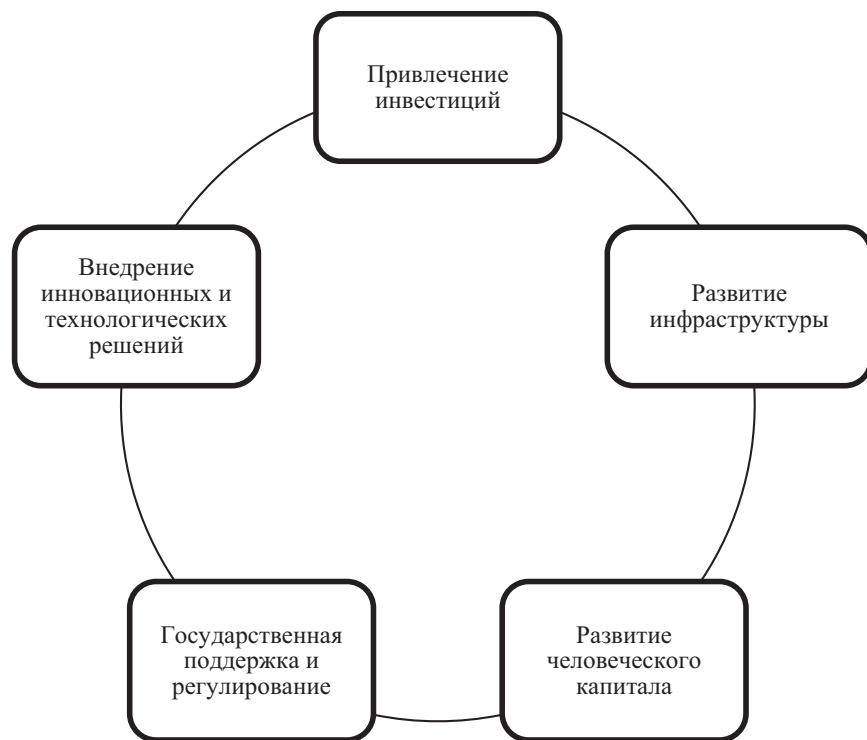 Привлечение
инвестиций
Развитие
инфраструктуры
Развитие
человеческого
капитала
Государственная
поддержка и
регулирование
Внедрение
инновационных и
технологических
решений